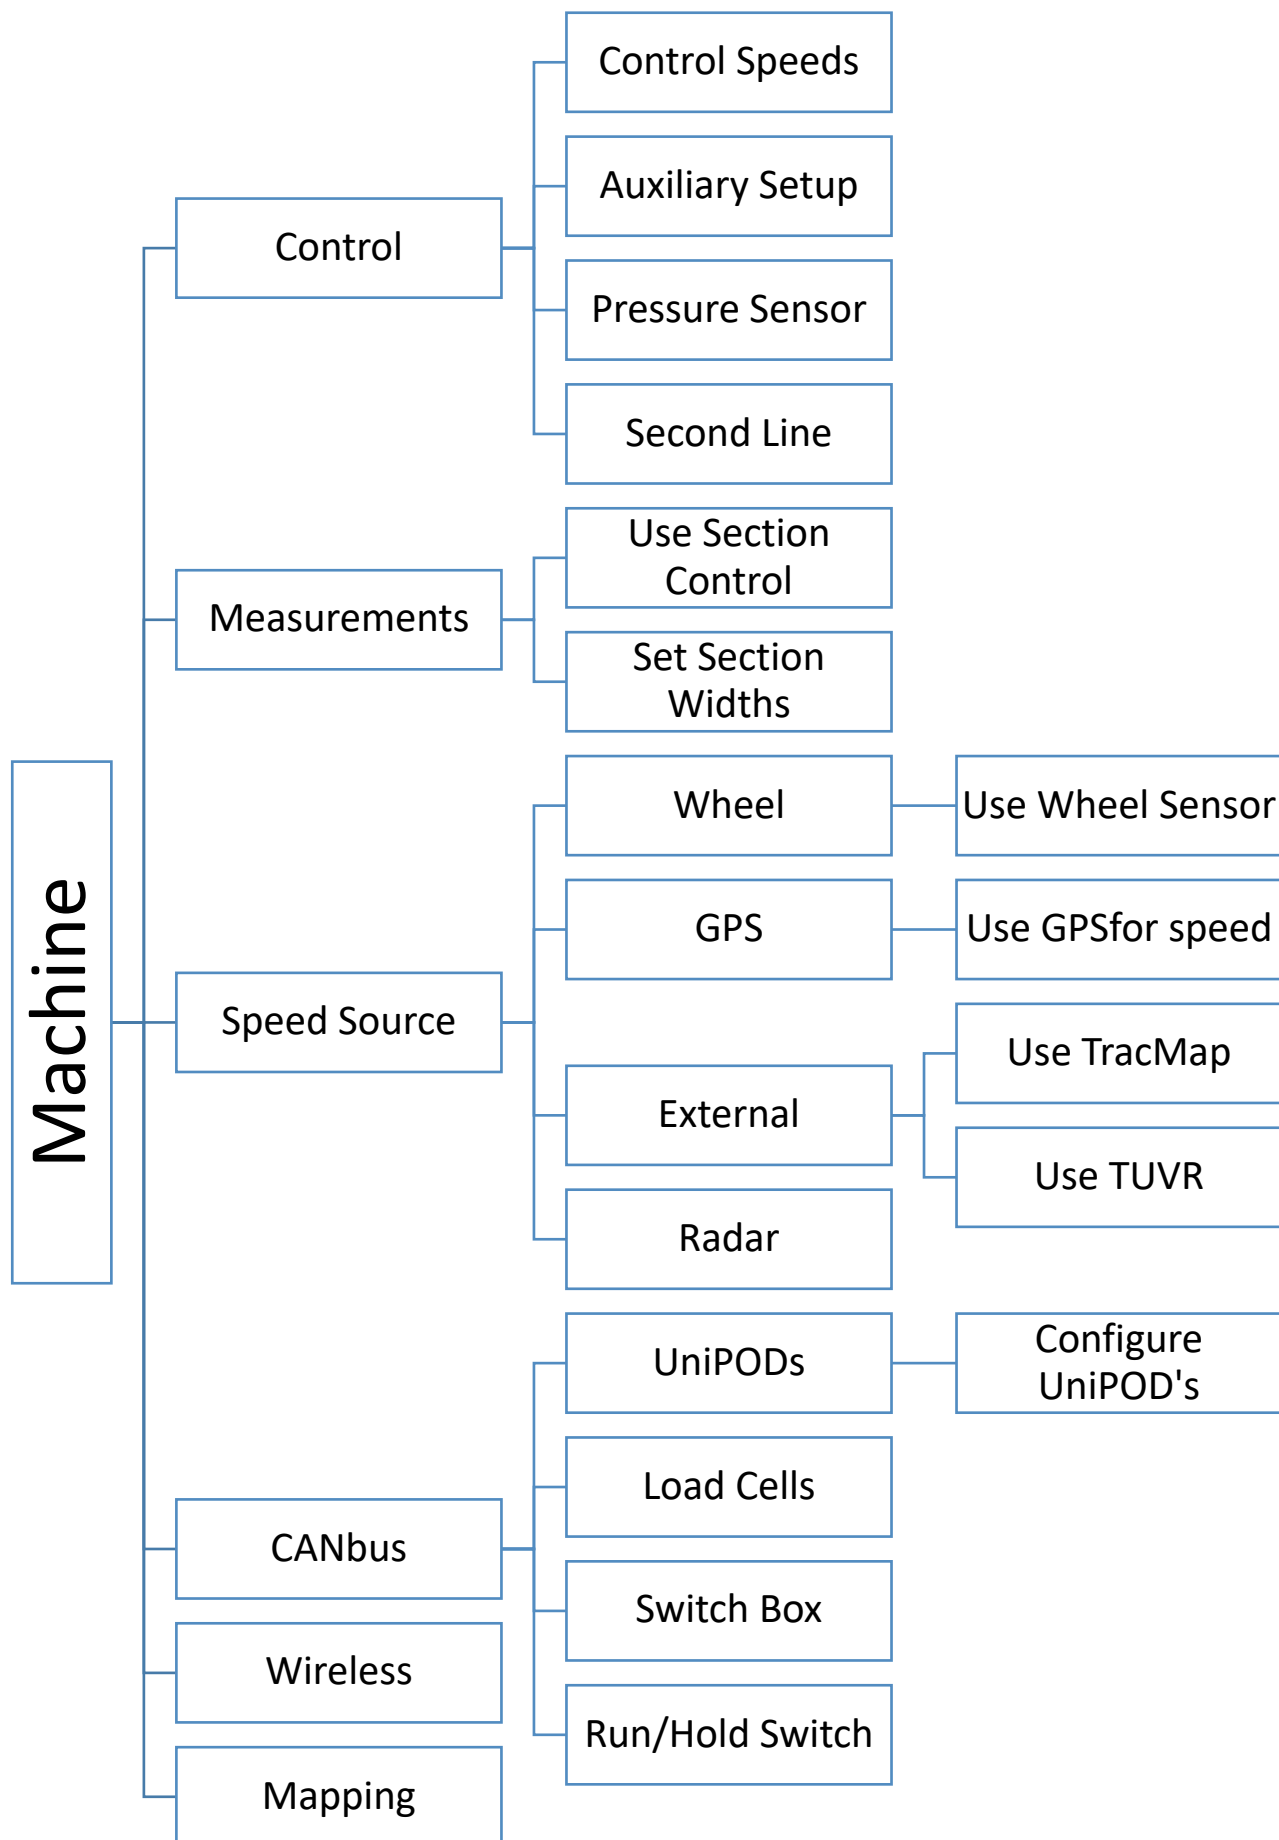 Machine
Control
Control Speeds
Auxiliary Setup
Pressure Sensor
Second Line
Measurements
Use Section
Control
Set Section
Widths
Speed Source
Wheel
Use Wheel Sensor
GPS
Use GPSfor speed
External
Use TracMap
Use TUVR
Radar
CANbus
UniPODs
Configure
UniPOD's
Load Cells
Switch Box
Run/Hold Switch
Wireless
Mapping